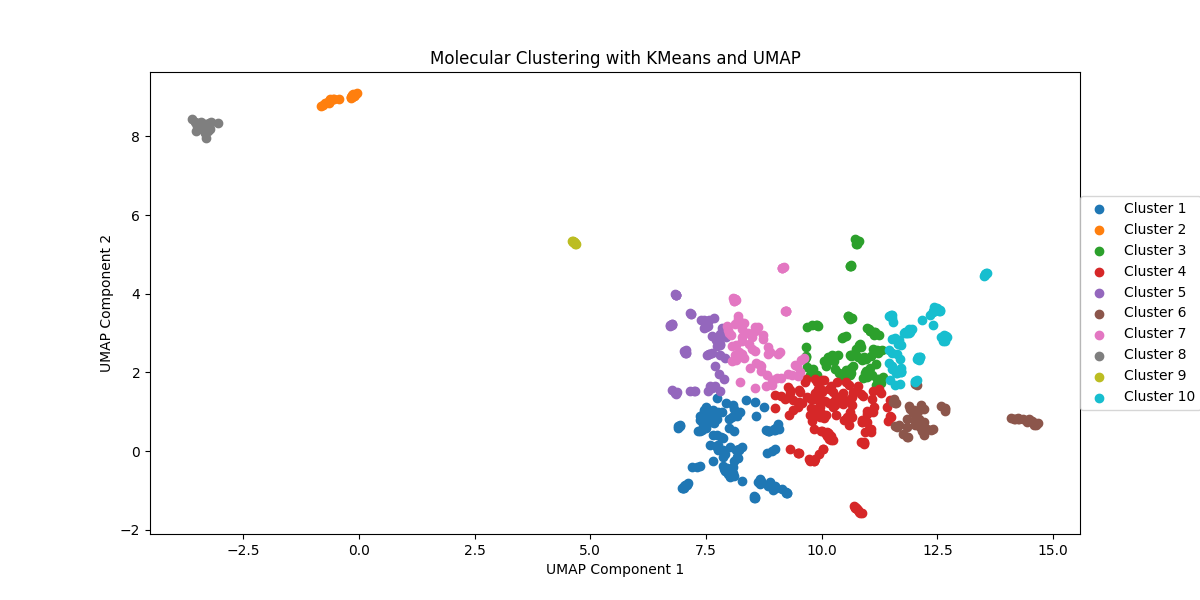 Molecular Clustering with KMeans and UMAP
8
6
4
2
0
−2
UMAP Component 2
−2.5 0.0 2.5 5.0 7.5 10.0 12.5 15.0
UMAP Component 1
Cluster 1
Cluster 2
Cluster 3
Cluster 4
Cluster 5
Cluster 6
Cluster 7
Cluster 8
Cluster 9
Cluster 10